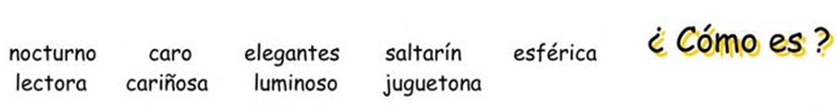 ¿ Cómo es ?
nocturno caro elegantes saltarín esférica
lectora cariñosa luminoso juguetona